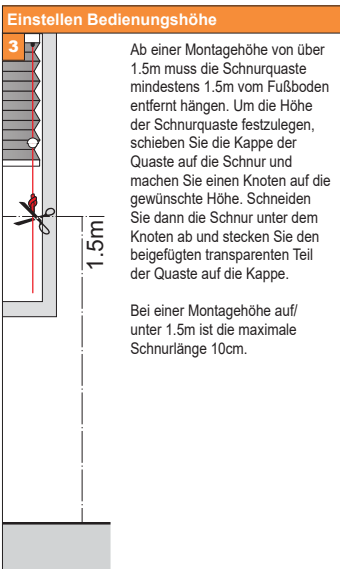 Einstellen Bedienungshöhe
3
Ab einer Montagehöhe von über
1.5m muss die Schnurquaste
mindestens 1.5m vom Fußboden
entfernt hängen. Um die Höhe
der Schnurquaste festzulegen,
schieben Sie die Kappe der
Quaste auf die Schnur und
machen Sie einen Knoten auf die
gewünschte Höhe. Schneiden
Sie dann die Schnur unter dem
Knoten ab und stecken Sie den
beigefügten transparenten Teil
der Quaste auf die Kappe.
Bei einer Montagehöhe auf/
unter 1.5m ist die maximale
Schnurlänge 10cm.
1.5m